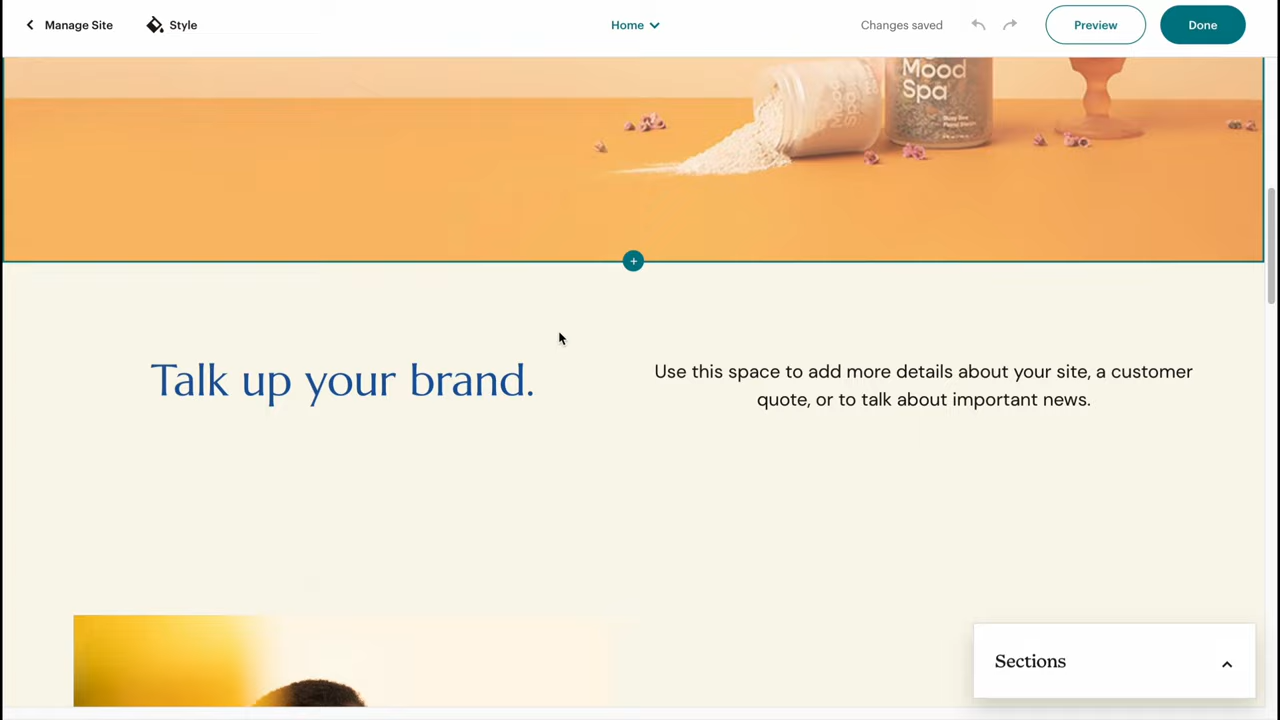 Manage Site
Style
Home
Changes saved
Preview
Done
Mood
Spa
Talk up your brand.
Use this space to add more details about your site, a customer
quote, or to talk about important news.
Sections